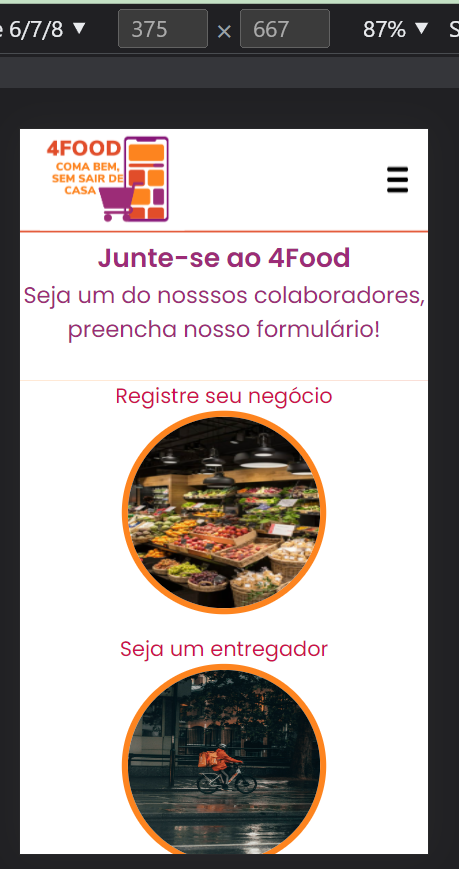 e 6/7/8 ▼ 375 × 667 87% ▼ S
4FOOD
COMA BEM,
SEM SAIR DE
CASA
Junte-se ao 4Food
Seja um do nosssos colaboradores,
preencha nosso formulário!
Registre seu negócio
Seja um entregador